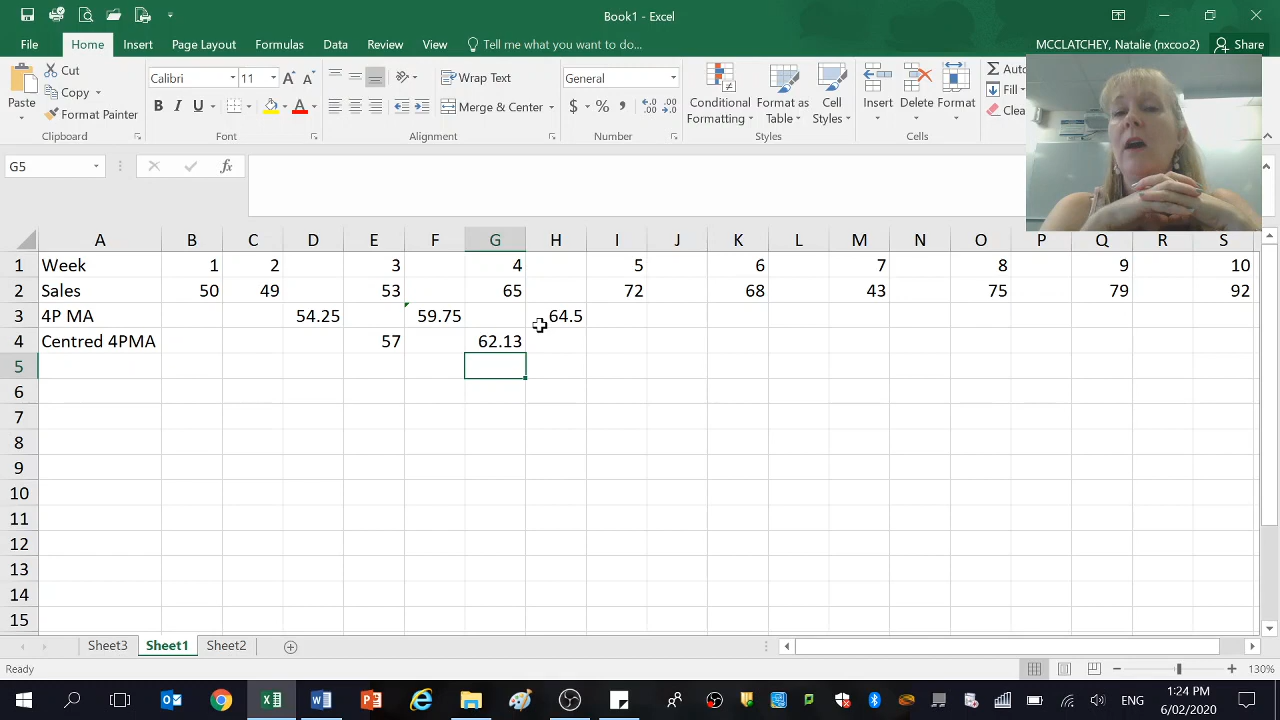 Book1 - Excel
File Home Insert Page Layout Formulas Data Review View Tell me what you want to do... MCCLATCHEY, Natalie (nxcoo2) Share
Paste Cut Copy Format Painter
Calibri 11 Wrap Text Merge & Center General
B I U $ % ,
Conditional Formatting Format as Table Cell Styles Insert Delete Format Auto Fill Clea
Clipboard Font Alignment Number Styles Cells
G5 fx
A B C D E F G H I J K L M N O P Q R S
1 Week 1 2 3 4 5 6 7 8 9 10
2 Sales 50 49 53 65 72 68 43 75 79 92
3 4P MA 54.25 59.75 64.5
4 Centred 4PMA 57 62.13
5
6
7
8
9
10
11
12
13
14
15
Sheet3 Sheet1 Sheet2
Ready 130%
ENG 1:24 PM
6/02/2020